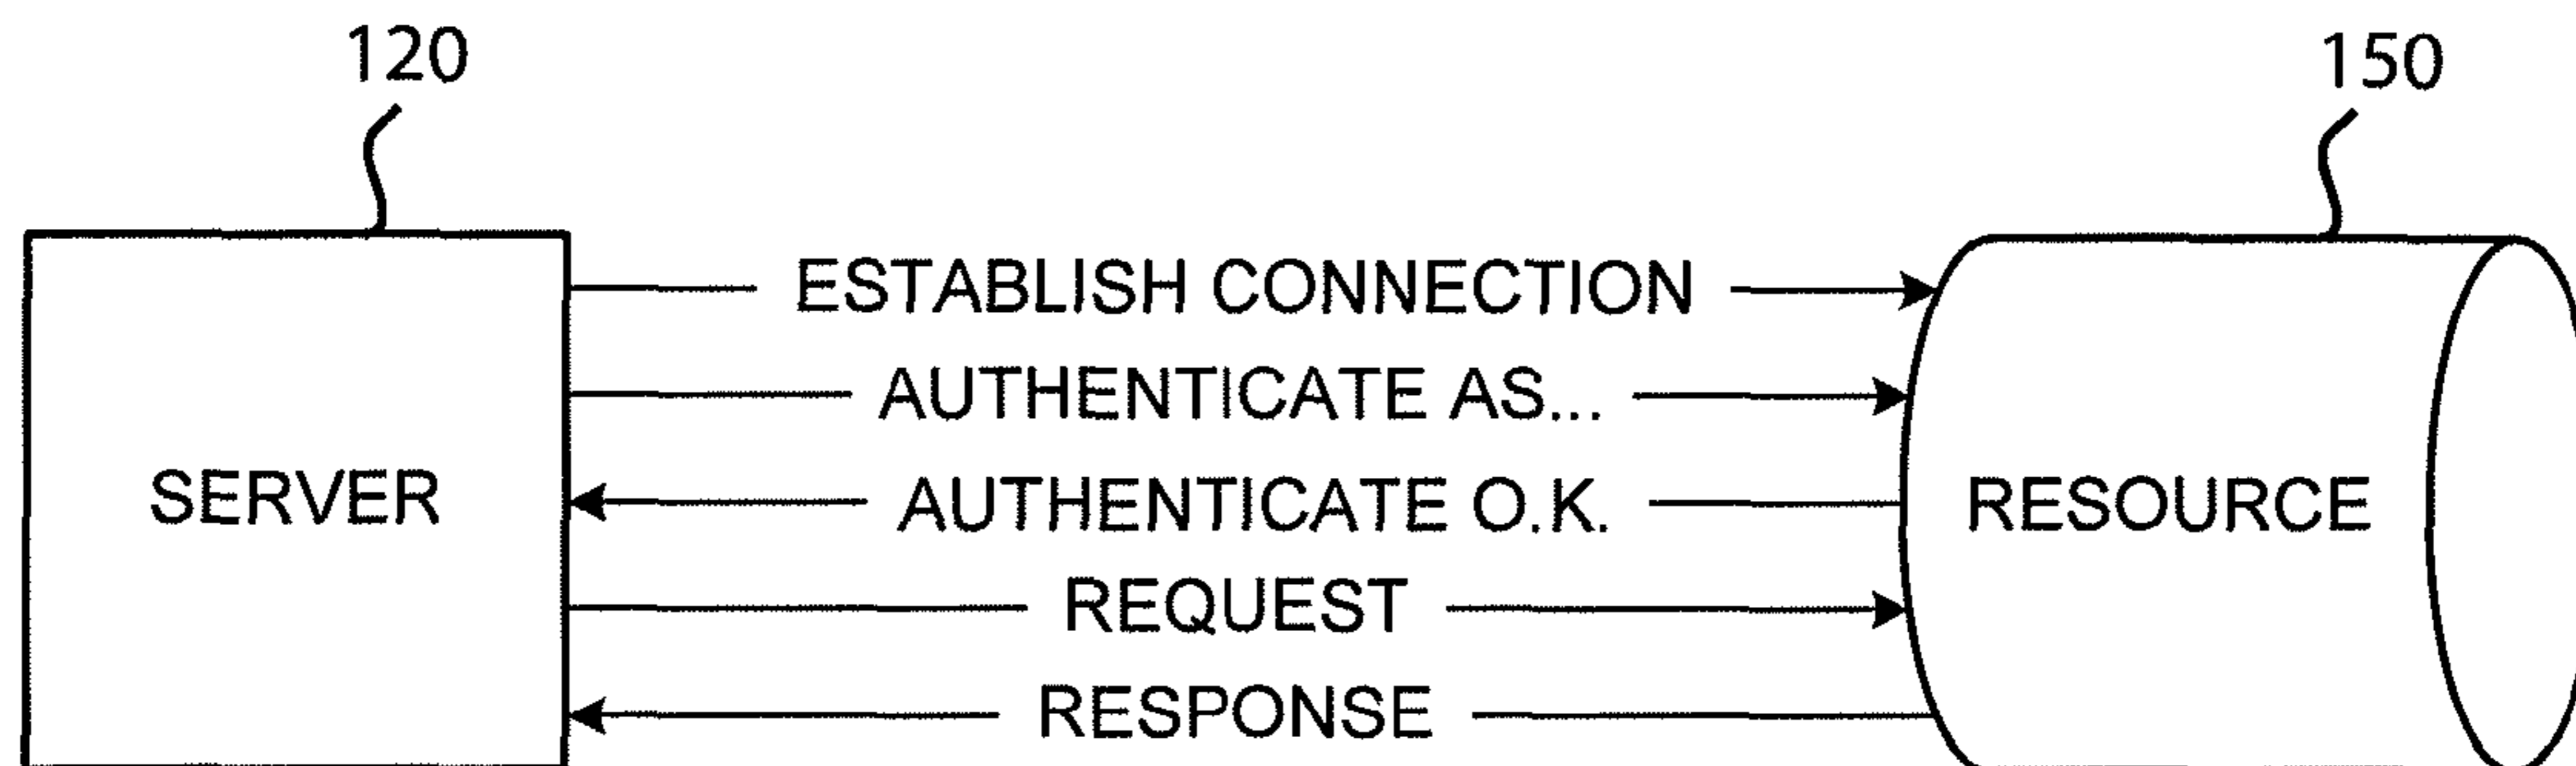 120
150
ESTABLISH CONNECTION
AUTHENTICATE AS...
SERVER
AUTHENTICATE O.K.
RESOURCE
REQUEST
RESPONSE